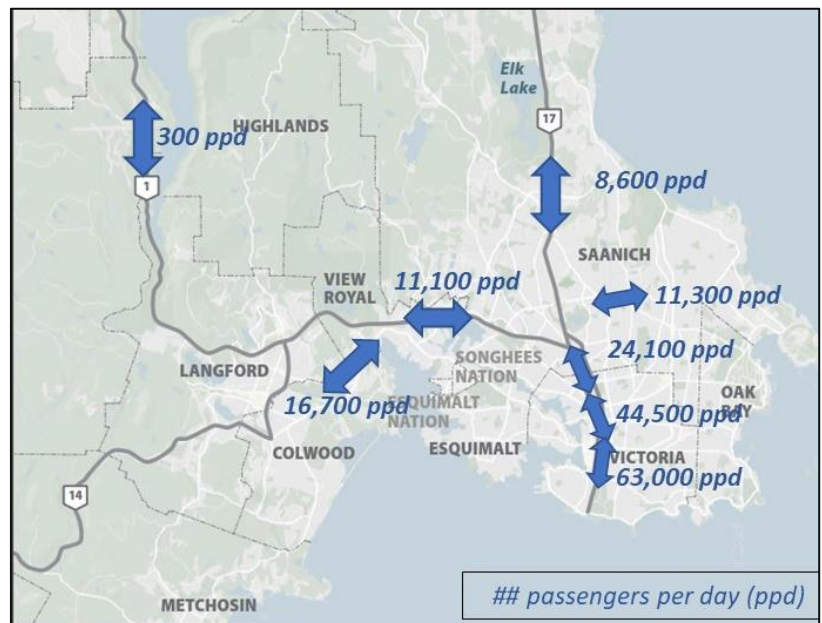 Elk
Lake
17
300 ppd
HIGHLANDS
1
8,600 ppd
SAANICH
VIEW
ROYAL
11,100 ppd
11,300 ppd
24,100 ppd
SONGHEES
NATION
LANGFORD
16,700 ppd
ESQUIMALT
NATION
OAK
BAY
44,500 ppd
COLWOOD
ESQUIMALT
VICTORIA
63,000 ppd
14
METCHOSIN
## passengers per day (ppd)